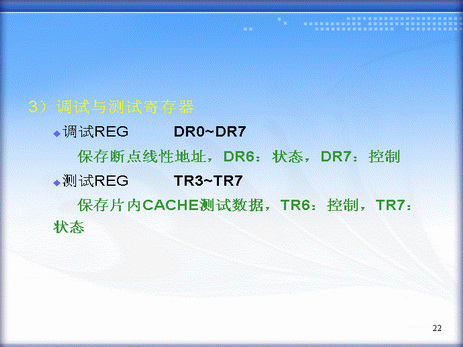 3）调试与测试寄存器
◆调试REG DR0~DR7
保存断点线性地址，DR6：状态，DR7：控制
◆测试REG TR3~TR7
保存片内CACHE测试数据，TR6：控制，TR7：
状态
22